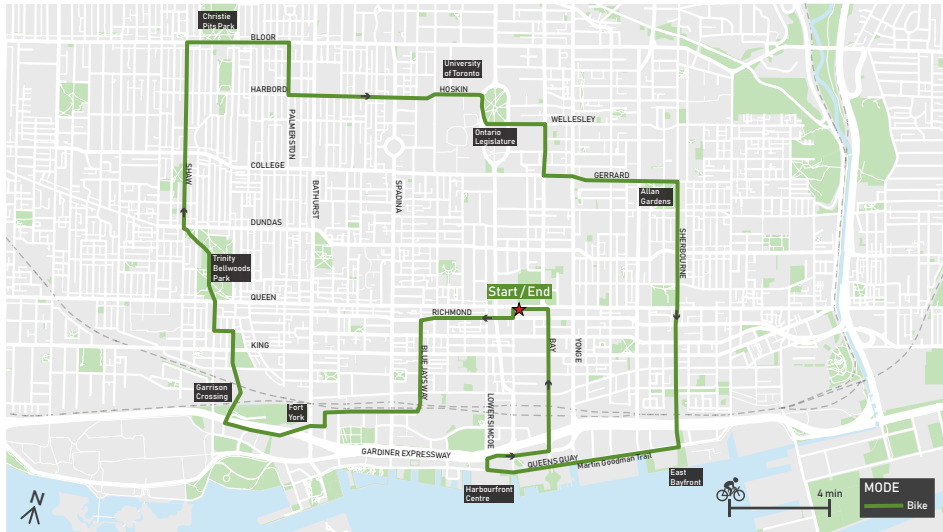 Christie
Pits Park
BLOOR
University
of Toronto
HARBORD
HOSKIN
PALMERSTON
WELLESLEY
Ontario
Legislature
COLLEGE
SHAW
BATHURST
SPADINA
GERRARD
Allan
Gardens
DUNDAS
SHERBOURNE
Trinity
Bellwoods
Park
Start / End
QUEEN
RICHMOND
KING
BLUE JAYS WAY
BAY
YONGE
Garrison
Crossing
Fort
York
LOWER SIMCOE
GARDINER EXPRESSWAY
QUEENS QUAY
Martin Goodman Trail
East
Bayfront
Harbourfront
Centre
N
4 min
MODE
Bike